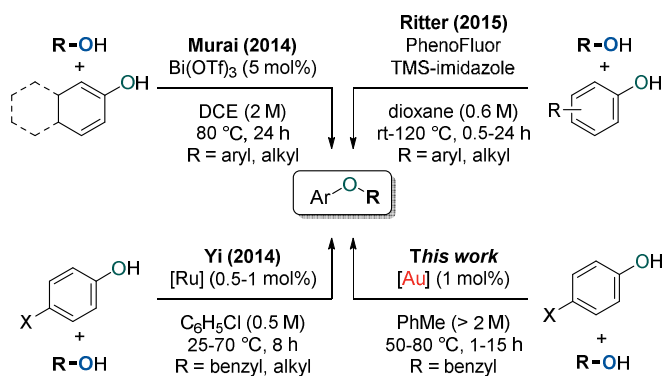 R-OH
+
OH
Murai (2014)
Bi(OTf)3 (5 mol%)
DCE (2 M)
80 °C, 24 h
R = aryl, alkyl
Ritter (2015)
PhenoFluor
TMS-imidazole
dioxane (0.6 M)
rt-120 °C, 0.5-24 h
R = aryl, alkyl
R-OH
+
OH
R
Ar O R
OH
X
+
R-OH
Yi (2014)
[Ru] (0.5-1 mol%)
C6H5Cl (0.5 M)
25-70 °C, 8 h
R = benzyl, alkyl
This work
[Au] (1 mol%)
PhMe (> 2 M)
50-80 °C, 1-15 h
R = benzyl
OH
X
+
R-OH